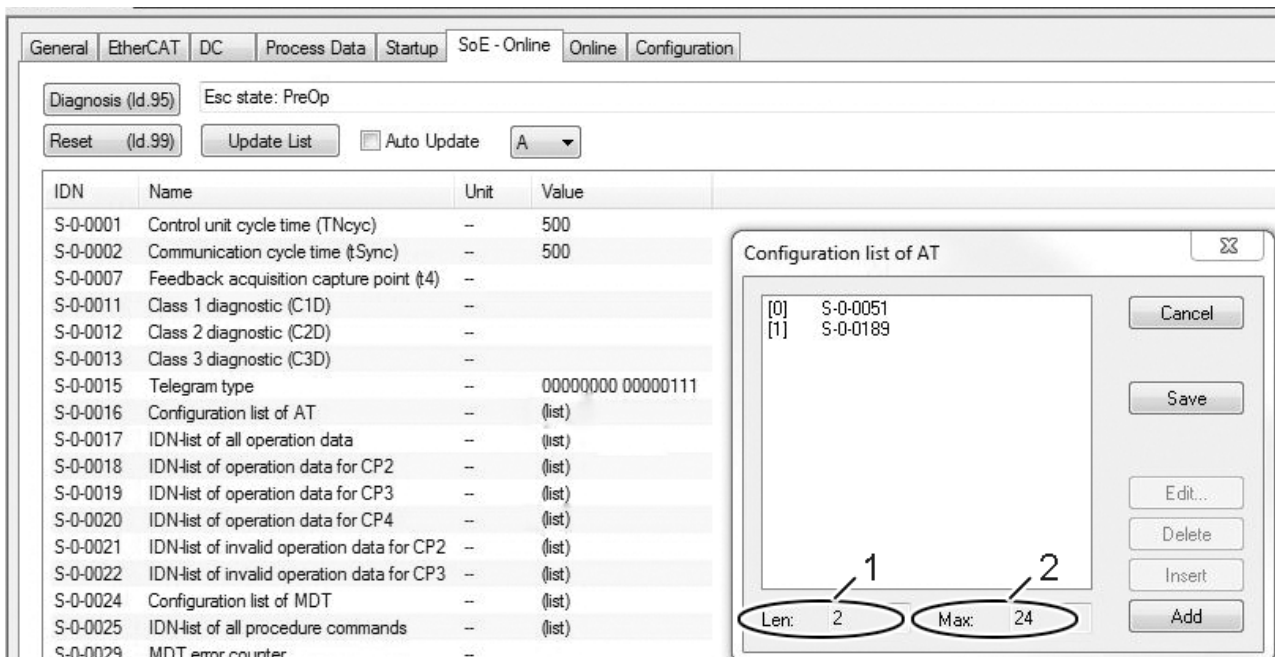 General EtherCAT DC Process Data Startup SoE - Online Online Configuration
Diagnosis (Id.95) Esc state: PreOp
Reset (Id.99) Update List Auto Update A
IDN Name Unit Value
S-0-0001 Control unit cycle time (TNcyc) -- 500
S-0-0002 Communication cycle time (tSync) -- 500
S-0-0007 Feedback acquisition capture point (t4) --
S-0-0011 Class 1 diagnostic (C1D) --
S-0-0012 Class 2 diagnostic (C2D) --
S-0-0013 Class 3 diagnostic (C3D) --
S-0-0015 Telegram type -- 00000000 00000111
S-0-0016 Configuration list of AT -- (list)
S-0-0017 IDN-list of all operation data -- (list)
S-0-0018 IDN-list of operation data for CP2 -- (list)
S-0-0019 IDN-list of operation data for CP3 -- (list)
S-0-0020 IDN-list of operation data for CP4 -- (list)
S-0-0021 IDN-list of invalid operation data for CP2 -- (list)
S-0-0022 IDN-list of invalid operation data for CP3 -- (list)
S-0-0024 Configuration list of MDT -- (list)
S-0-0025 IDN-list of all procedure commands -- (list)
S-0-0029 MDT error counter --
Configuration list of AT
[0] S-0-0051
[1] S-0-0189
Cancel
Save
Edit...
Delete
Insert
Add
1 2
Len: 2 Max: 24